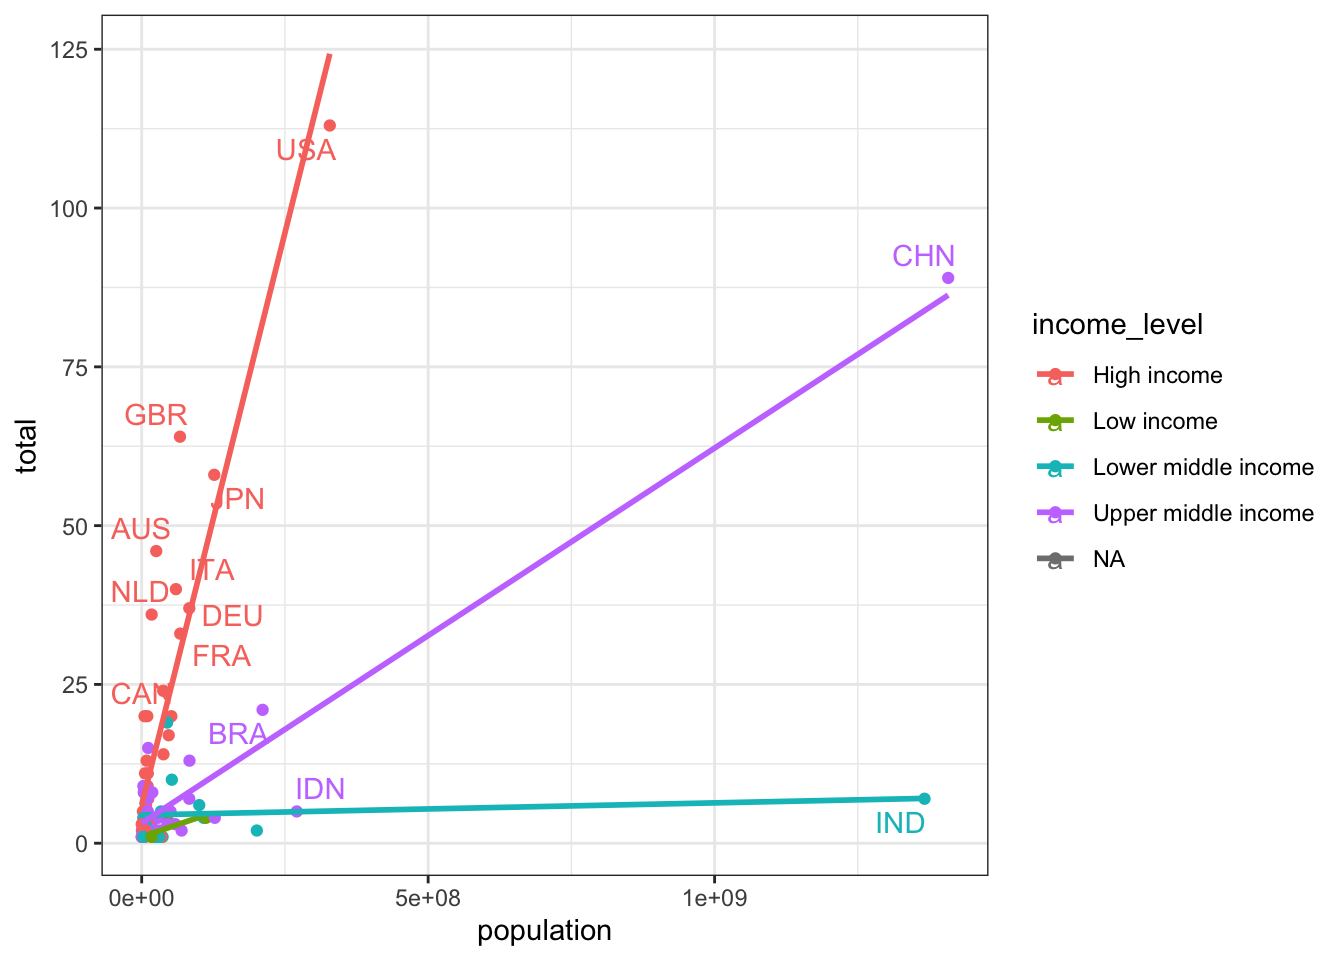 125
100
75
50
25
0
total
USA
CHN
GBR
JPN
AUS
ITA
NLD
DEU
FRA
CAN
BRA
IDN
IND
0e+00 5e+08 1e+09
population
income_level
a High income
a Low income
a Lower middle income
a Upper middle income
a NA